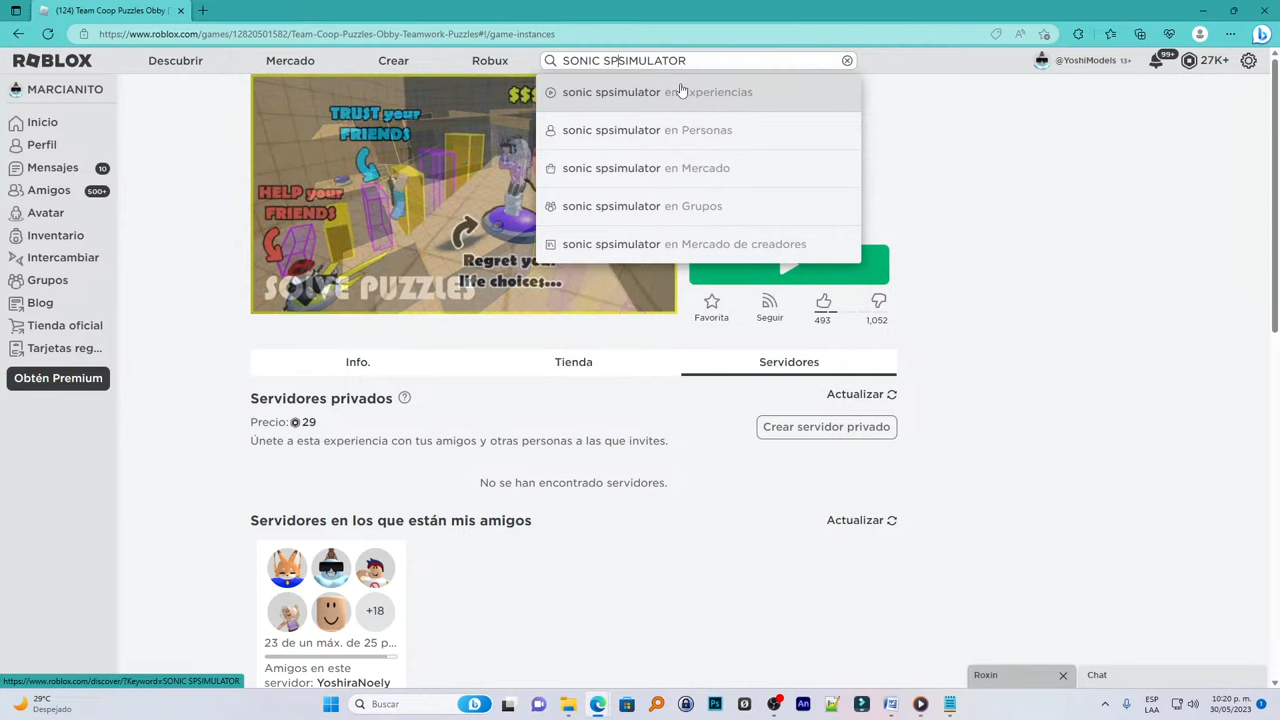 (124) Team Coop Puzzles Obby [
https://www.roblox.com/games/12820501582/Team-Coop-Puzzles-Obby-Teamwork-Puzzles#!/game-instances
ROBLOX Descubrir Mercado Crear Robux SONIC SPSIMULATOR @YoshiModels 13+ 99+ 27K+
MARCIANITO
Inicio
Perfil
Mensajes 10
Amigos 500+
Avatar
Inventario
Intercambiar
Grupos
Blog
Tienda oficial
Tarjetas reg...
Obtén Premium
sonic spsimulator en Experiencias
sonic spsimulator en Personas
sonic spsimulator en Mercado
sonic spsimulator en Grupos
sonic spsimulator en Mercado de creadores
$$$
TRUST your
FRIENDS
HELP your
FRIENDS
Regret your
life choices...
SOLVE PUZZLES
Favorita Seguir 493 1,052
Info. Tienda Servidores
Servidores privados Actualizar
Precio: 29 Crear servidor privado
Únete a esta experiencia con tus amigos y otras personas a las que invites.
No se han encontrado servidores.
Servidores en los que están mis amigos Actualizar
+18
23 de un máx. de 25 p...
Amigos en este
servidor: YoshiraNoely
Roxin Chat
https://www.roblox.com/discover/?Keyword=SONIC SPSIMULATOR
29°C
Despejado
Buscar
ESP
LAA
10:20 p. m.
30/05/2023